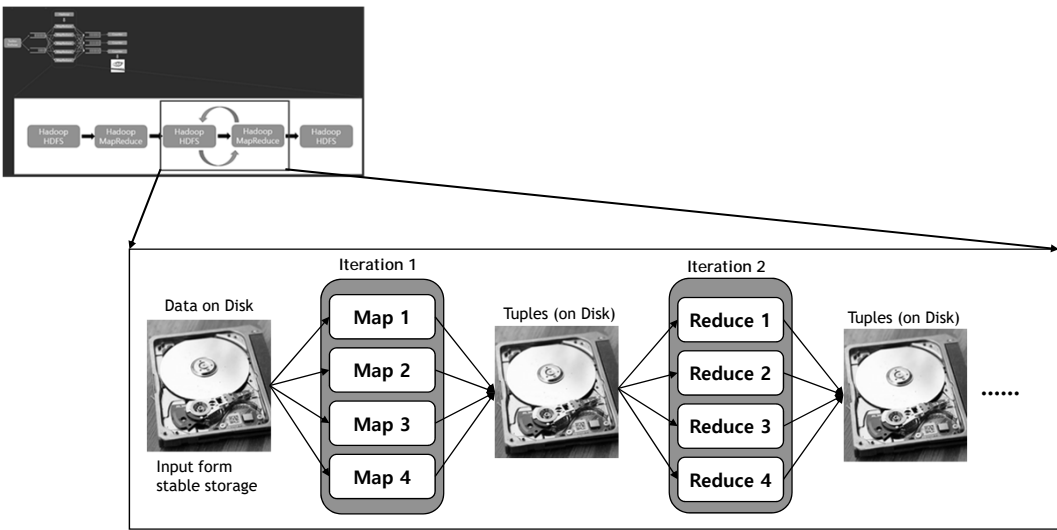 Hadoop
HDFS
Hadoop
MapReduce
Hadoop
HDFS
Hadoop
MapReduce
Hadoop
HDFS
Iteration 1
Iteration 2
Data on Disk
Tuples (on Disk)
Tuples (on Disk)
Map 1
Map 2
Map 3
Map 4
Reduce 1
Reduce 2
Reduce 3
Reduce 4
......
Input form
stable storage